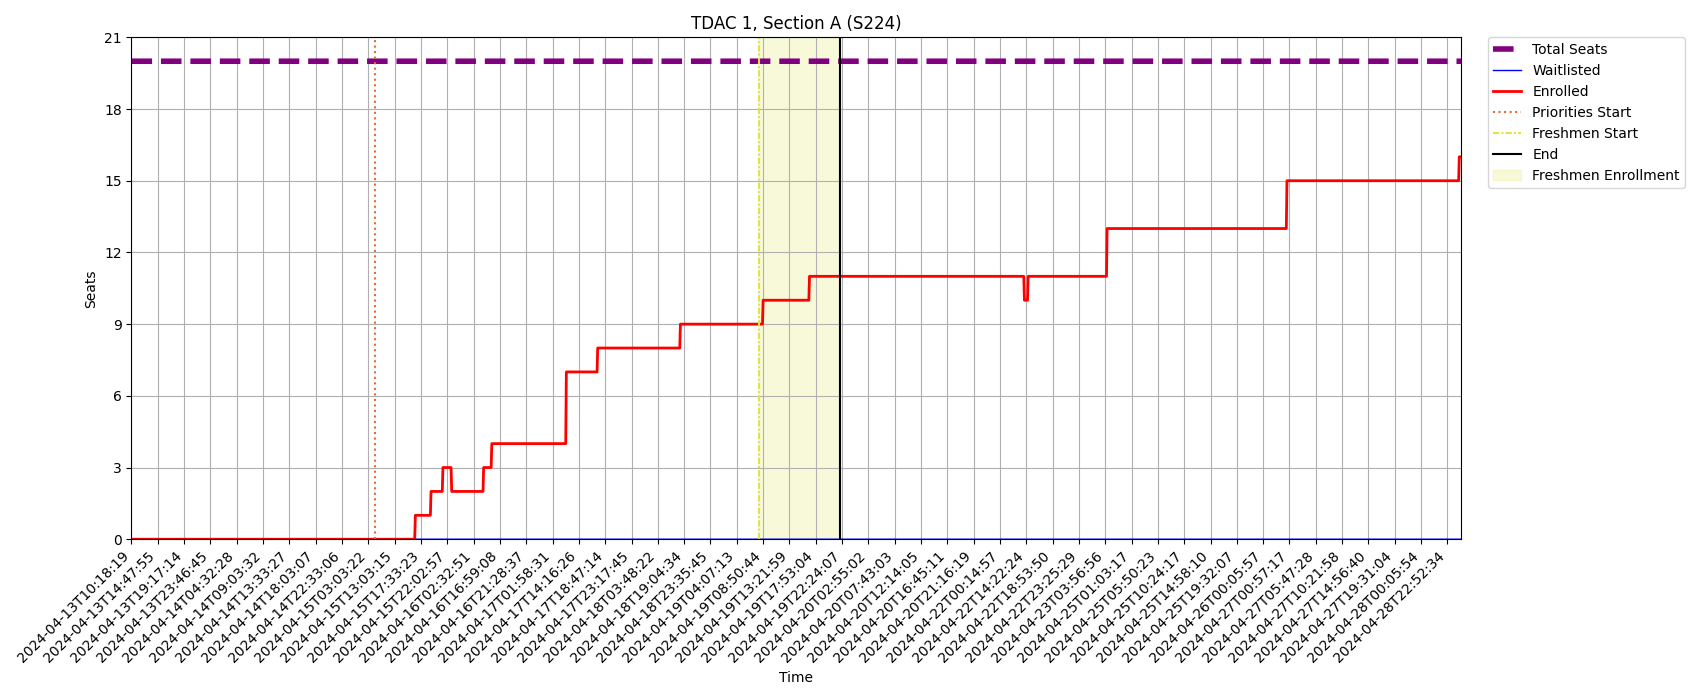 TDAC 1, Section A (S224)
21
18
15
12
9
6
3
0
Seats
2024-04-13T10:18:19
2024-04-13T14:47:55
2024-04-13T19:17:14
2024-04-13T23:46:45
2024-04-14T04:32:28
2024-04-14T09:03:32
2024-04-14T13:33:27
2024-04-14T18:03:07
2024-04-14T22:33:06
2024-04-15T03:03:22
2024-04-15T13:03:15
2024-04-15T17:33:23
2024-04-15T22:02:57
2024-04-16T02:32:51
2024-04-16T16:59:08
2024-04-16T21:28:37
2024-04-17T01:58:31
2024-04-17T14:16:26
2024-04-17T18:47:14
2024-04-17T23:17:45
2024-04-18T03:48:22
2024-04-18T19:04:34
2024-04-18T23:35:45
2024-04-19T04:07:13
2024-04-19T08:50:44
2024-04-19T13:21:59
2024-04-19T17:53:04
2024-04-19T22:24:07
2024-04-20T02:55:02
2024-04-20T07:43:03
2024-04-20T12:14:05
2024-04-20T16:45:11
2024-04-20T21:16:19
2024-04-22T00:14:57
2024-04-22T14:22:24
2024-04-22T18:53:50
2024-04-22T23:25:29
2024-04-23T03:56:56
2024-04-25T01:03:17
2024-04-25T05:50:23
2024-04-25T10:24:17
2024-04-25T14:58:10
2024-04-25T19:32:07
2024-04-26T00:05:57
2024-04-27T00:57:17
2024-04-27T05:47:28
2024-04-27T10:21:58
2024-04-27T14:56:40
2024-04-27T19:31:04
2024-04-28T00:05:54
2024-04-28T22:52:34
Time
Total Seats
Waitlisted
Enrolled
Priorities Start
Freshmen Start
End
Freshmen Enrollment